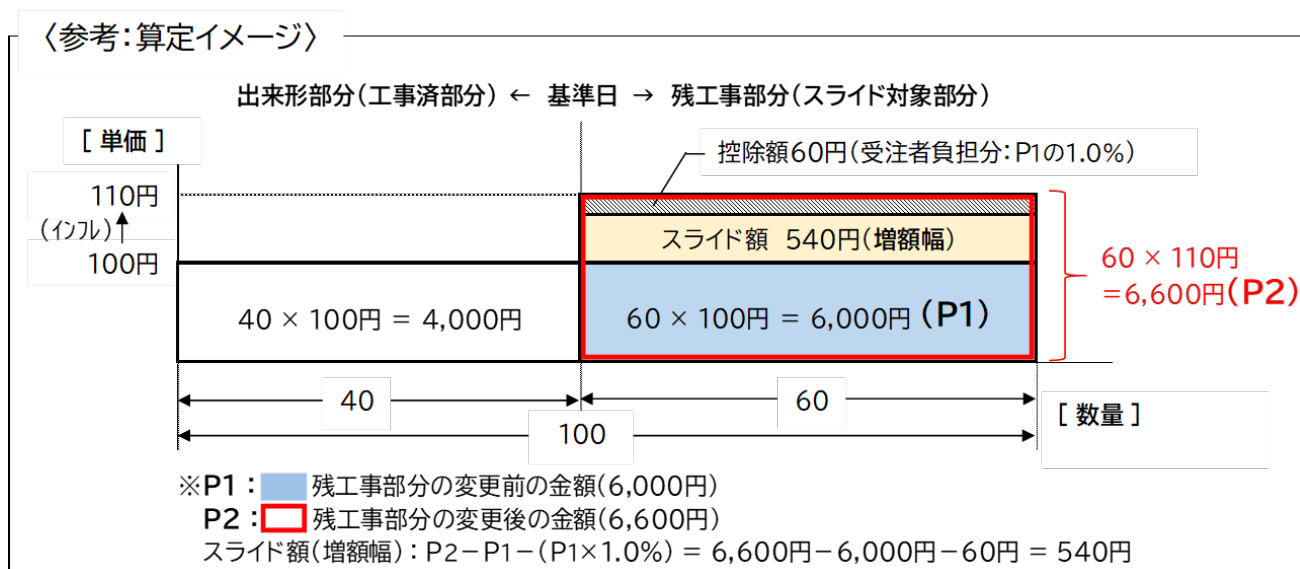 〈参考:算定イメージ〉
出来形部分(工事済部分) ← 基準日 → 残工事部分(スライド対象部分)
[ 単価 ]
控除額60円(受注者負担分:P1の1.0%)
110円
(インフレ)
100円
スライド額 540円(増額幅)
40 × 100円 = 4,000円
60 × 100円 = 6,000円 (P1)
60 × 110円
=6,600円(P2)
40
60
100
[ 数量 ]
※P1 : 残工事部分の変更前の金額(6,000円)
P2 : 残工事部分の変更後の金額(6,600円)
スライド額(増額幅) : P2-P1-(P1×1.0%) = 6,600円-6,000円-60円 = 540円